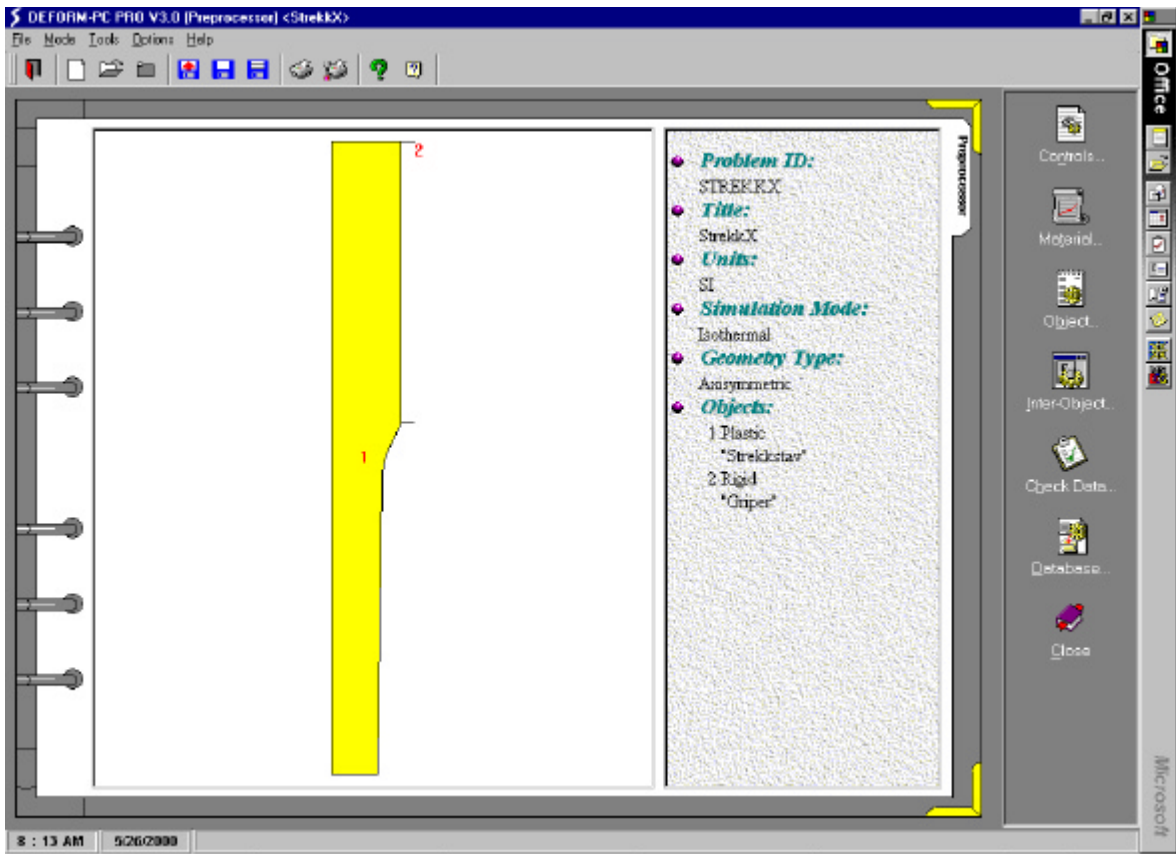 DEFORM-PC PRO V3.0 (Preprocessor) <StrekkX>
File Mode Tools Options Help
Office
2
1
Preprocessor
Problem ID:
STREKKX
Title:
StrekkX
Units:
SI
Simulation Mode:
Isothermal
Geometry Type:
Axisymmetric
Objects:
1 Plastic
"Strekkstav"
2 Rigid
"Griper"
Controls...
Material...
Object...
Inter-Object...
Check Data...
Database...
Close
Microsoft
8 : 13 AM 5/26/2000